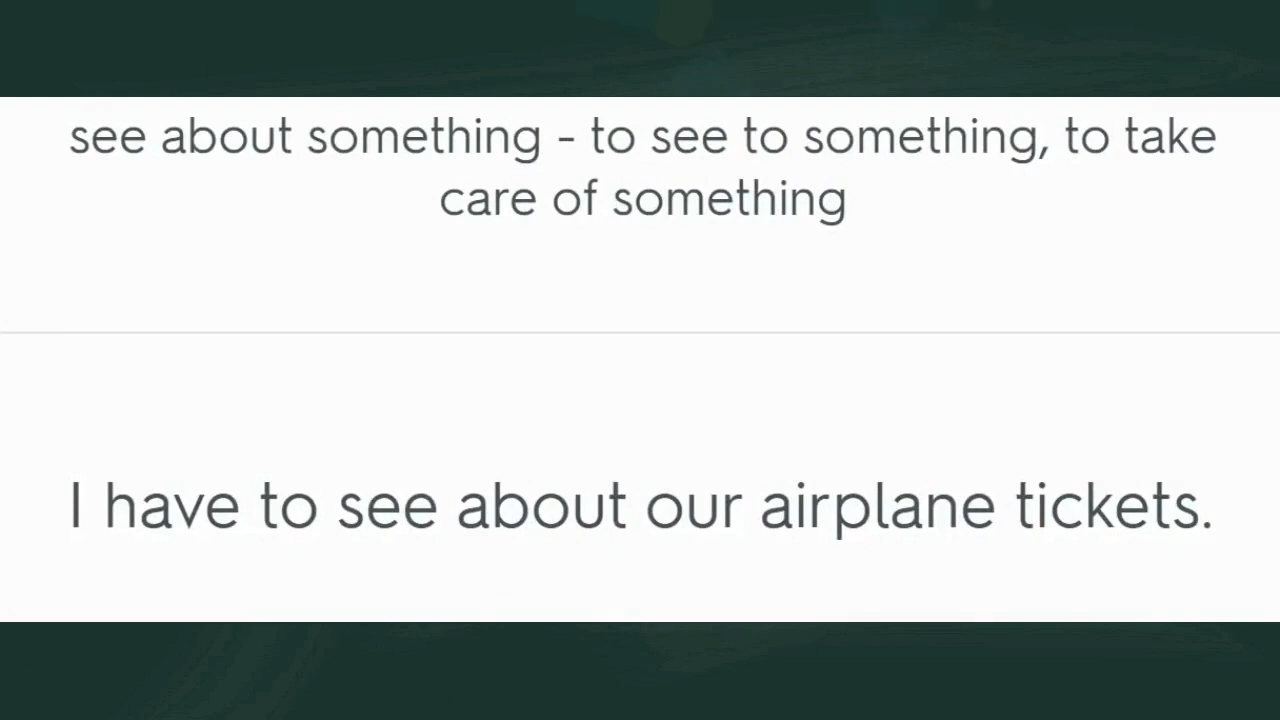 see about something - to see to something, to take
care of something
I have to see about our airplane tickets.